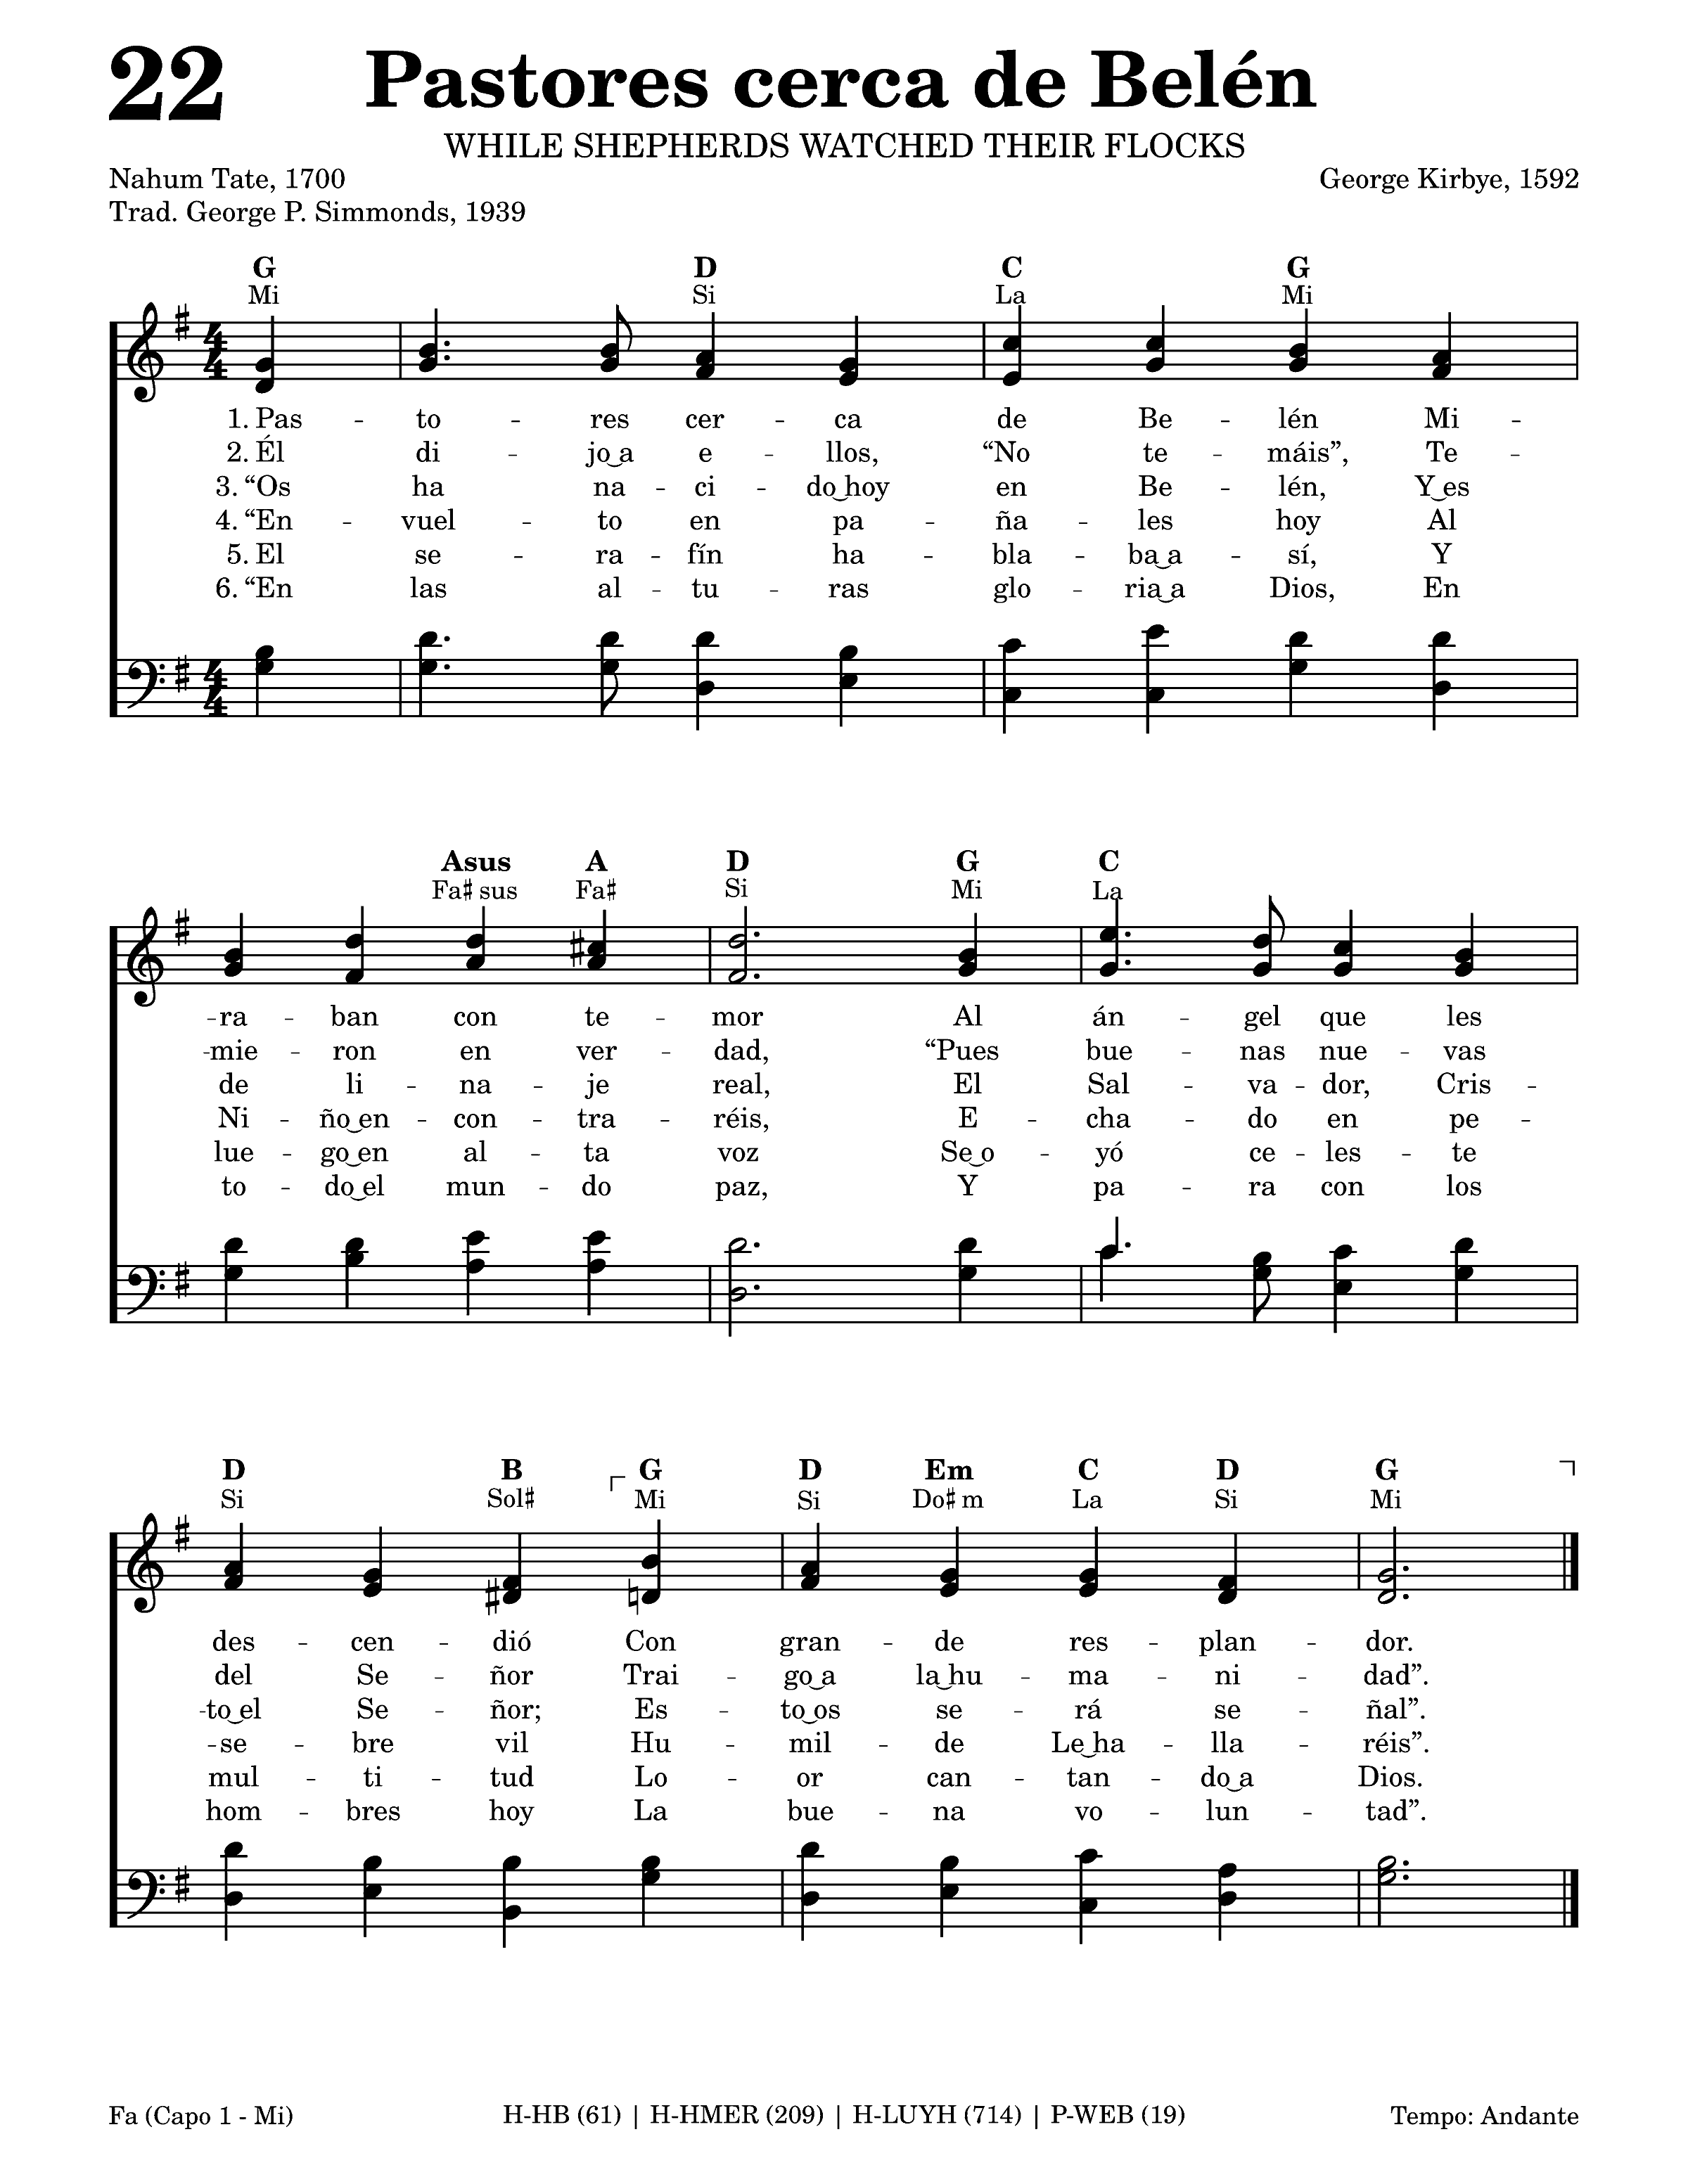 22
Pastores cerca de Belén
WHILE SHEPHERDS WATCHED THEIR FLOCKS
Nahum Tate, 1700
George Kirbye, 1592
Trad. George P. Simmonds, 1939
G D C G
Mi Si La Mi
4 4
1. Pas - to - res cer - ca de Be - lén Mi -
2. Él di - jo‿a e - llos, “No te - máis”, Te -
3. “Os ha na - ci - do‿hoy en Be - lén, Y‿es
4. “En - vuel - to en pa - ña - les hoy Al
5. El se - ra - fín ha - bla - ba‿a - sí, Y
6. “En las al - tu - ras glo - ria‿a Dios, En
4 4
Asus A D G C
Fa♯ sus Fa♯ Si Mi La
- ra - ban con te - mor Al án - gel que les
- mie - ron en ver - dad, “Pues bue - nas nue - vas
de li - na - je real, El Sal - va - dor, Cris -
Ni - ño‿en - con - tra - réis, E - cha - do en pe -
lue - go‿en al - ta voz Se‿o - yó ce - les - te
to - do‿el mun - do paz, Y pa - ra con los
D B G D Em C D G
Si Sol♯ Mi Si Do♯ m La Si Mi
des - cen - dió Con gran - de res - plan - dor.
del Se - ñor Trai - go‿a la‿hu - ma - ni - dad”.
- to‿el Se - ñor; Es - to‿os se - rá se - ñal”.
- se - bre vil Hu - mil - de Le‿ha - lla - réis”.
mul - ti - tud Lo - or can - tan - do‿a Dios.
hom - bres hoy La bue - na vo - lun - tad”.
Fa (Capo 1 - Mi)
H-HB (61) | H-HMER (209) | H-LUYH (714) | P-WEB (19)
Tempo: Andante